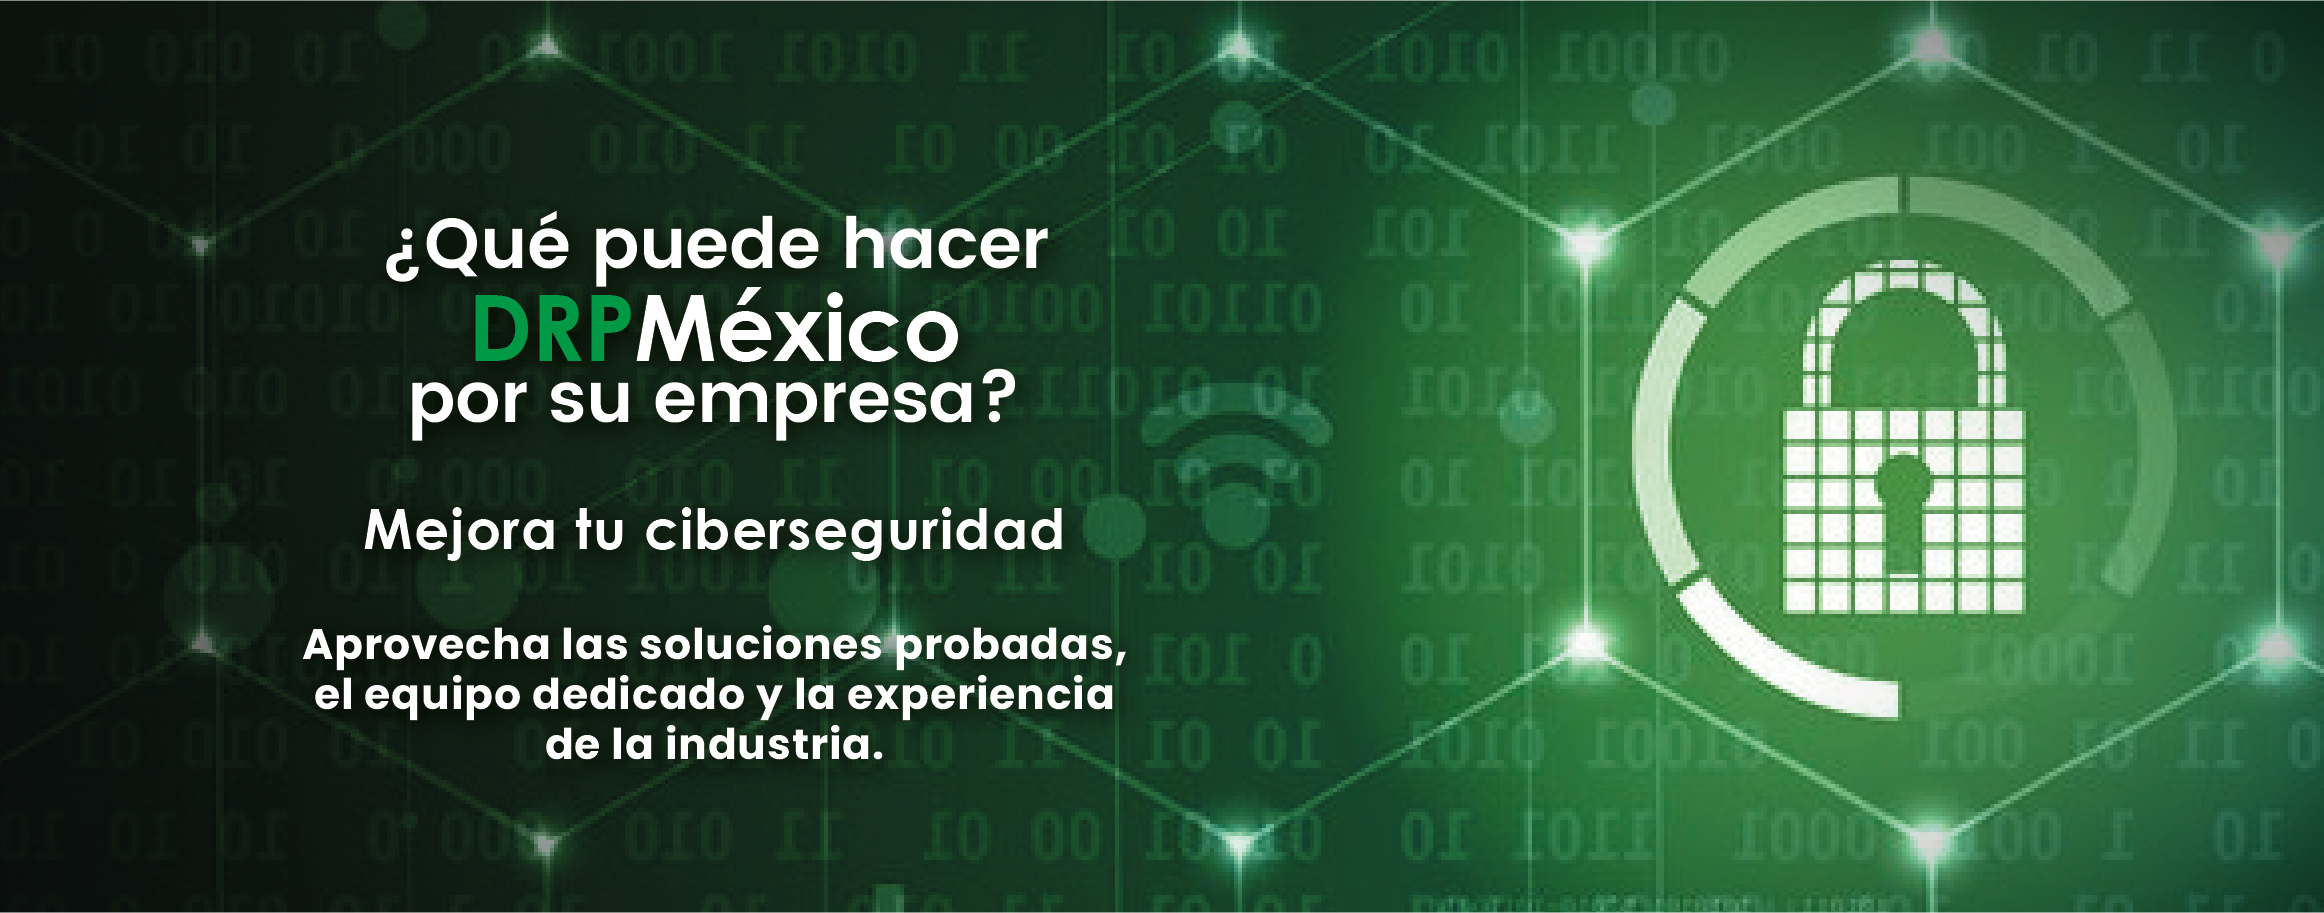 ¿Qué puede hacer
DRPMéxico
por su empresa?
Mejora tu ciberseguridad
Aprovecha las soluciones probadas,
el equipo dedicado y la experiencia
de la industria.